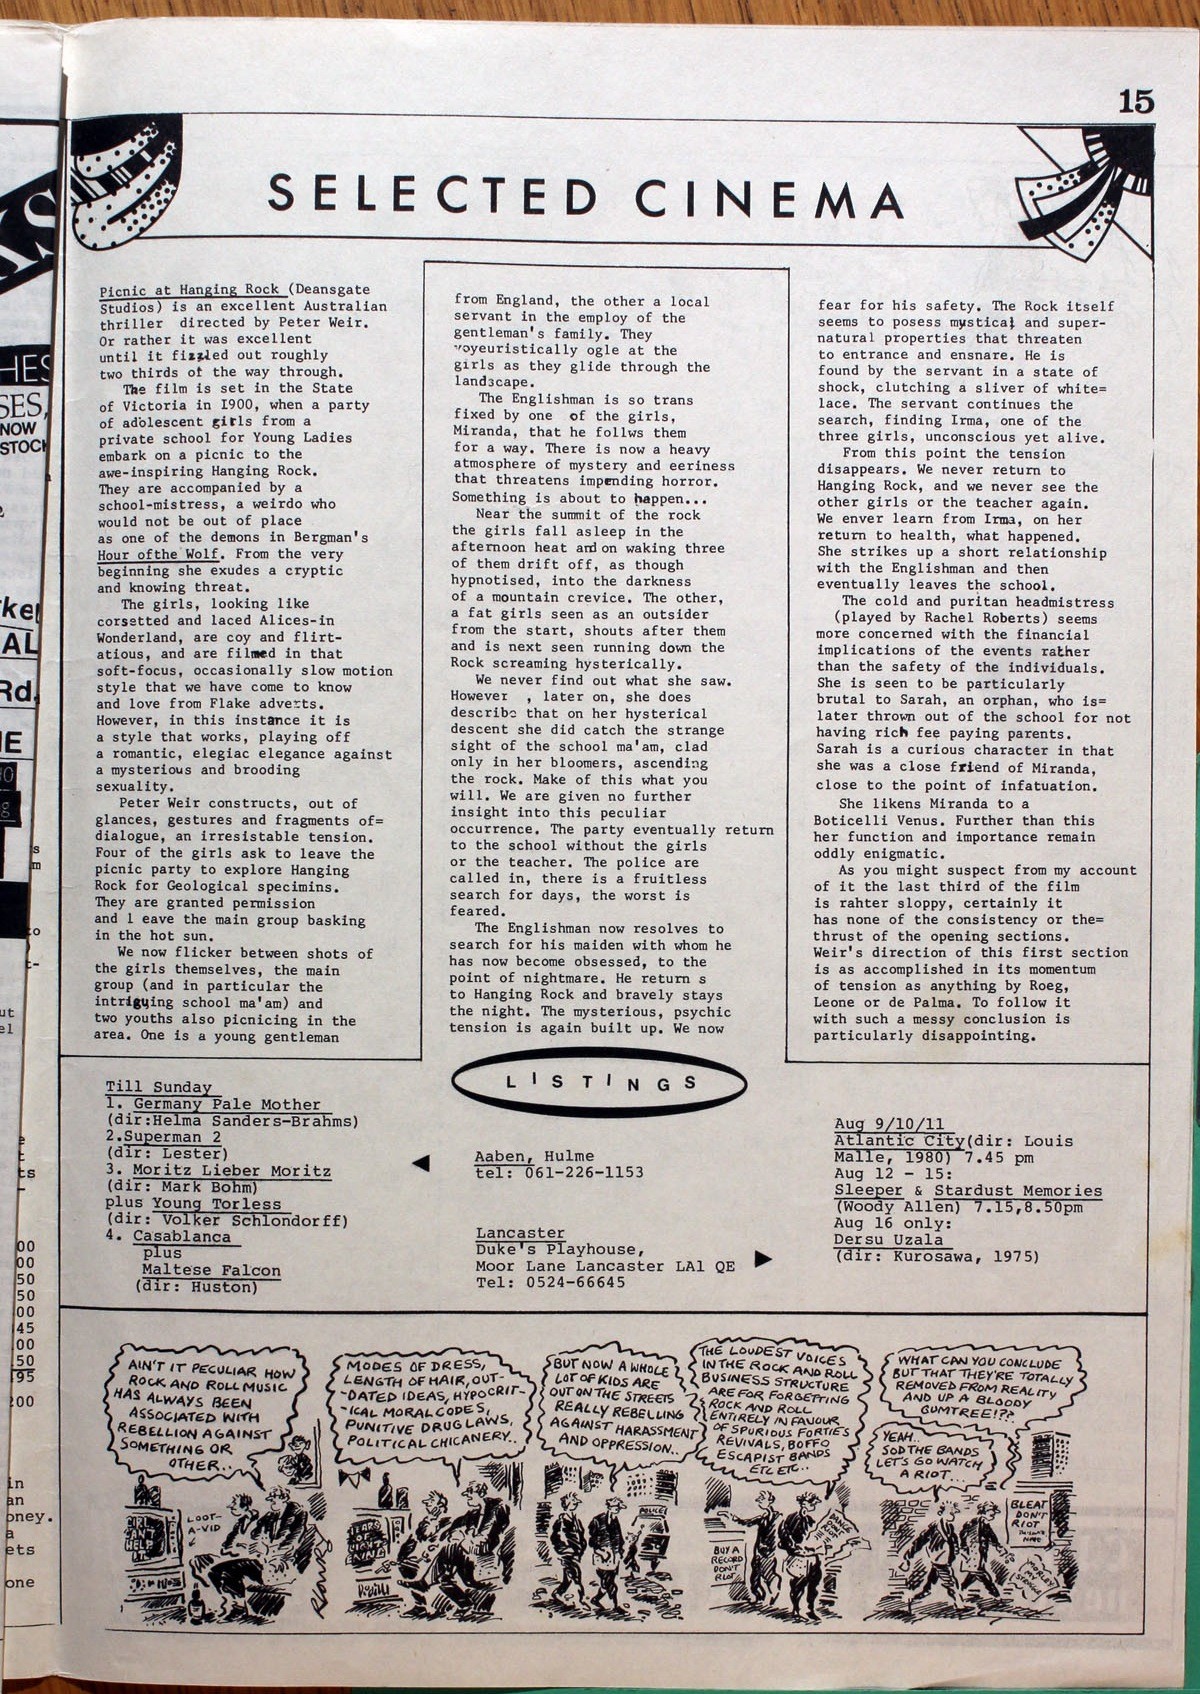 15
SELECTED CINEMA
Picnic at Hanging Rock (Deansgate
Studios) is an excellent Australian
thriller directed by Peter Weir.
Or rather it was excellent
until it fizzled out roughly
two thirds of the way through.
The film is set in the State
of Victoria in 1900, when a party
of adolescent girls from a
private school for Young Ladies
embark on a picnic to the
awe-inspiring Hanging Rock.
They are accompanied by a
school-mistress, a weirdo who
would not be out of place
as one of the demons in Bergman's
Hour ofthe Wolf. From the very
beginning she exudes a cryptic
and knowing threat.
The girls, looking like
corsetted and laced Alices-in
Wonderland, are coy and flirt-
atious, and are filmed in that
soft-focus, occasionally slow motion
style that we have come to know
and love from Flake adverts.
However, in this instance it is
a style that works, playing off
a romantic, elegiac elegance against
a mysterious and brooding
sexuality.
Peter Weir constructs, out of
glances, gestures and fragments of=
dialogue, an irresistable tension.
Four of the girls ask to leave the
picnic party to explore Hanging
Rock for Geological specimins.
They are granted permission
and l eave the main group basking
in the hot sun.
We now flicker between shots of
the girls themselves, the main
group (and in particular the
intriguing school ma'am) and
two youths also picnicing in the
area. One is a young gentleman
from England, the other a local
servant in the employ of the
gentleman's family. They
voyeuristically ogle at the
girls as they glide through the
landscape.
The Englishman is so trans
fixed by one of the girls,
Miranda, that he follws them
for a way. There is now a heavy
atmosphere of mystery and eeriness
that threatens impending horror.
Something is about to happen...
Near the summit of the rock
the girls fall asleep in the
afternoon heat and on waking three
of them drift off, as though
hypnotised, into the darkness
of a mountain crevice. The other,
a fat girls seen as an outsider
from the start, shouts after them
and is next seen running down the
Rock screaming hysterically.
We never find out what she saw.
However , later on, she does
describe that on her hysterical
descent she did catch the strange
sight of the school ma'am, clad
only in her bloomers, ascending
the rock. Make of this what you
will. We are given no further
insight into this peculiar
occurrence. The party eventually return
to the school without the girls
or the teacher. The police are
called in, there is a fruitless
search for days, the worst is
feared.
The Englishman now resolves to
search for his maiden with whom he
has now become obsessed, to the
point of nightmare. He return s
to Hanging Rock and bravely stays
the night. The mysterious, psychic
tension is again built up. We now
fear for his safety. The Rock itself
seems to posess mystical and super-
natural properties that threaten
to entrance and ensnare. He is
found by the servant in a state of
shock, clutching a sliver of white=
lace. The servant continues the
search, finding Irma, one of the
three girls, unconscious yet alive.
From this point the tension
disappears. We never return to
Hanging Rock, and we never see the
other girls or the teacher again.
We enver learn from Irma, on her
return to health, what happened.
She strikes up a short relationship
with the Englishman and then
eventually leaves the school.
The cold and puritan headmistress
(played by Rachel Roberts) seems
more concerned with the financial
implications of the events rather
than the safety of the individuals.
She is seen to be particularly
brutal to Sarah, an orphan, who is=
later thrown out of the school for not
having rich fee paying parents.
Sarah is a curious character in that
she was a close friend of Miranda,
close to the point of infatuation.
She likens Miranda to a
Boticelli Venus. Further than this
her function and importance remain
oddly enigmatic.
As you might suspect from my account
of it the last third of the film
is rahter sloppy, certainly it
has none of the consistency or the=
thrust of the opening sections.
Weir's direction of this first section
is as accomplished in its momentum
of tension as anything by Roeg,
Leone or de Palma. To follow it
with such a messy conclusion is
particularly disappointing.
LISTINGS
Till Sunday
1. Germany Pale Mother
(dir:Helma Sanders-Brahms)
2.Superman 2
(dir: Lester)
3. Moritz Lieber Moritz
(dir: Mark Bohm)
plus Young Torless
(dir: Volker Schlondorff)
4. Casablanca
plus
Maltese Falcon
(dir: Huston)
Aaben, Hulme
tel: 061-226-1153
Lancaster
Duke's Playhouse,
Moor Lane Lancaster LA1 QE
Tel: 0524-66645
Aug 9/10/11
Atlantic City(dir: Louis
Malle, 1980) 7.45 pm
Aug 12 - 15:
Sleeper & Stardust Memories
(Woody Allen) 7.15,8.50pm
Aug 16 only:
Dersu Uzala
(dir: Kurosawa, 1975)
AIN'T IT PECULIAR HOW
ROCK AND ROLL MUSIC
HAS ALWAYS BEEN
ASSOCIATED WITH
REBELLION AGAINST
SOMETHING OR
OTHER..
LOOT-
A-VID
MODES OF DRESS,
LENGTH OF HAIR, OUT-
-DATED IDEAS, HYPOCRIT-
-ICAL MORAL CODES,
PUNITIVE DRUG LAWS,
POLITICAL CHICANERY..
BUT NOW A WHOLE
LOT OF KIDS ARE
OUT ON THE STREETS
REALLY REBELLING
AGAINST HARASSMENT
AND OPPRESSION..
POLICE
THE LOUDEST VOICES
IN THE ROCK AND ROLL
BUSINESS STRUCTURE
ARE FOR FORGETTING
ROCK AND ROLL
ENTIRELY IN FAVOUR
OF SPURIOUS FORTIES
REVIVALS, BOFFO
ESCAPIST BANDS
ETC ETC..
BUY A
RECORD
DON'T
RIOT
WHAT CAN YOU CONCLUDE
BUT THAT THEY'RE TOTALLY
REMOVED FROM REALITY
AND UP A BLOODY
GUMTREE!??
YEAH..
SOD THE BANDS
LET'S GO WATCH
A RIOT...
BLEAT
DON'T
RIOT